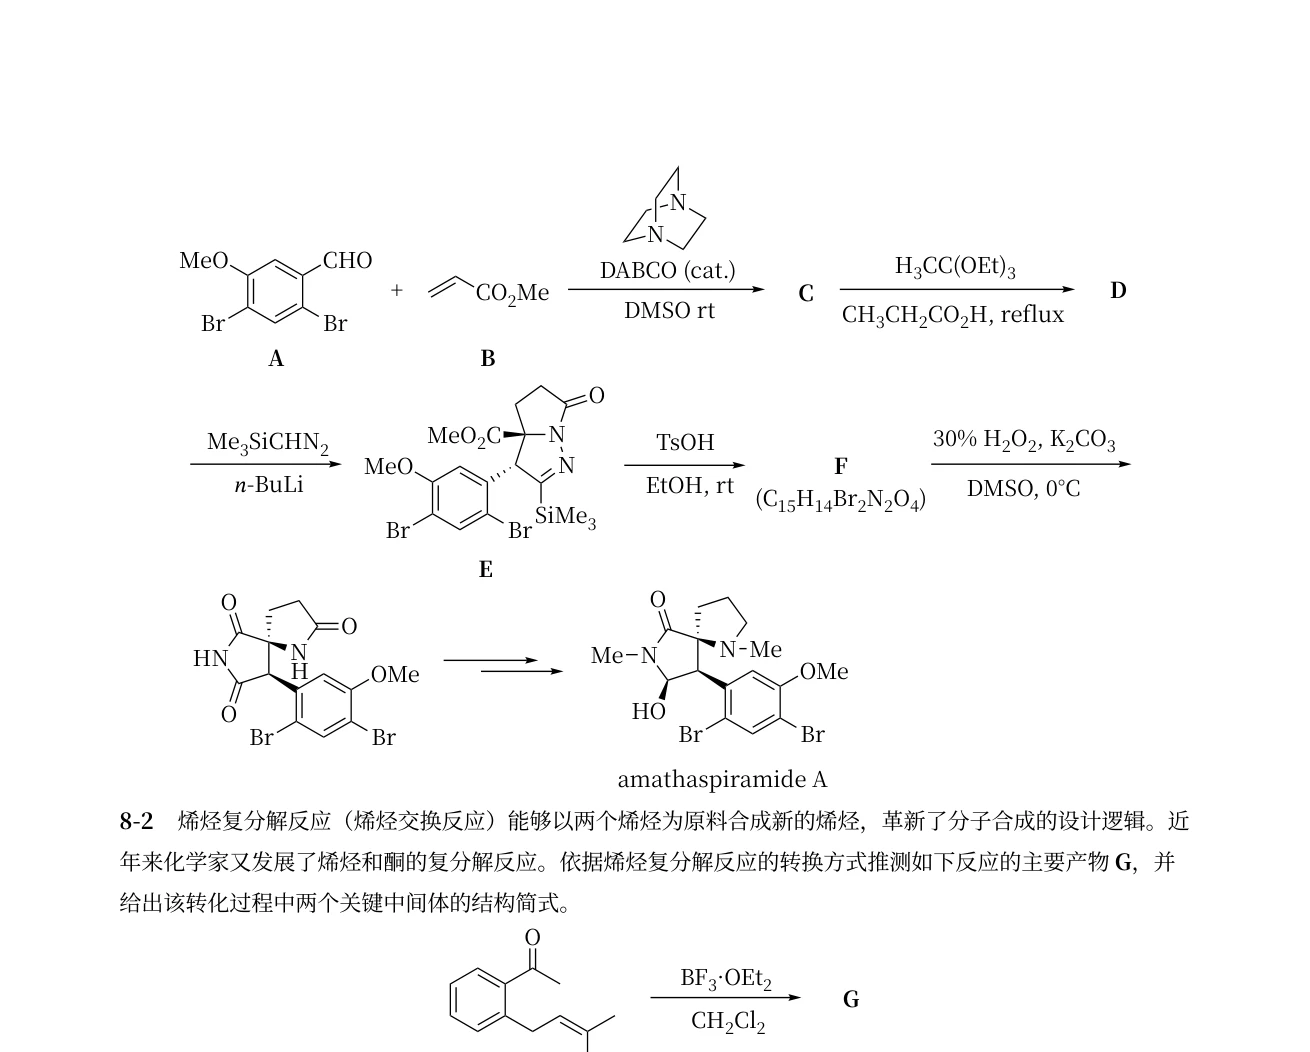 DABCO (cat.)
DMSO rt
MeO CHO
Br Br
A
+
CO2Me
B
C
H3CC(OEt)3
CH3CH2CO2H, reflux
D
Me3SiCHN2
n-BuLi
O
MeO2C N
MeO N
Br Br SiMe3
E
TsOH
EtOH, rt
F
(C15H14Br2N2O4)
30% H2O2, K2CO3
DMSO, 0°C
O
O
HN N
H
OMe
O
Br Br
O
Me N N Me
OMe
HO
Br Br
amathaspiramide A
8-2 烯烃复分解反应（烯烃交换反应）能够以两个烯烃为原料合成新的烯烃，革新了分子合成的设计逻辑。近
年来化学家又发展了烯烃和酮的复分解反应。依据烯烃复分解反应的转换方式推测如下反应的主要产物 G，并
给出该转化过程中两个关键中间体的结构简式。
O
BF3·OEt2
CH2Cl2
G
N
N